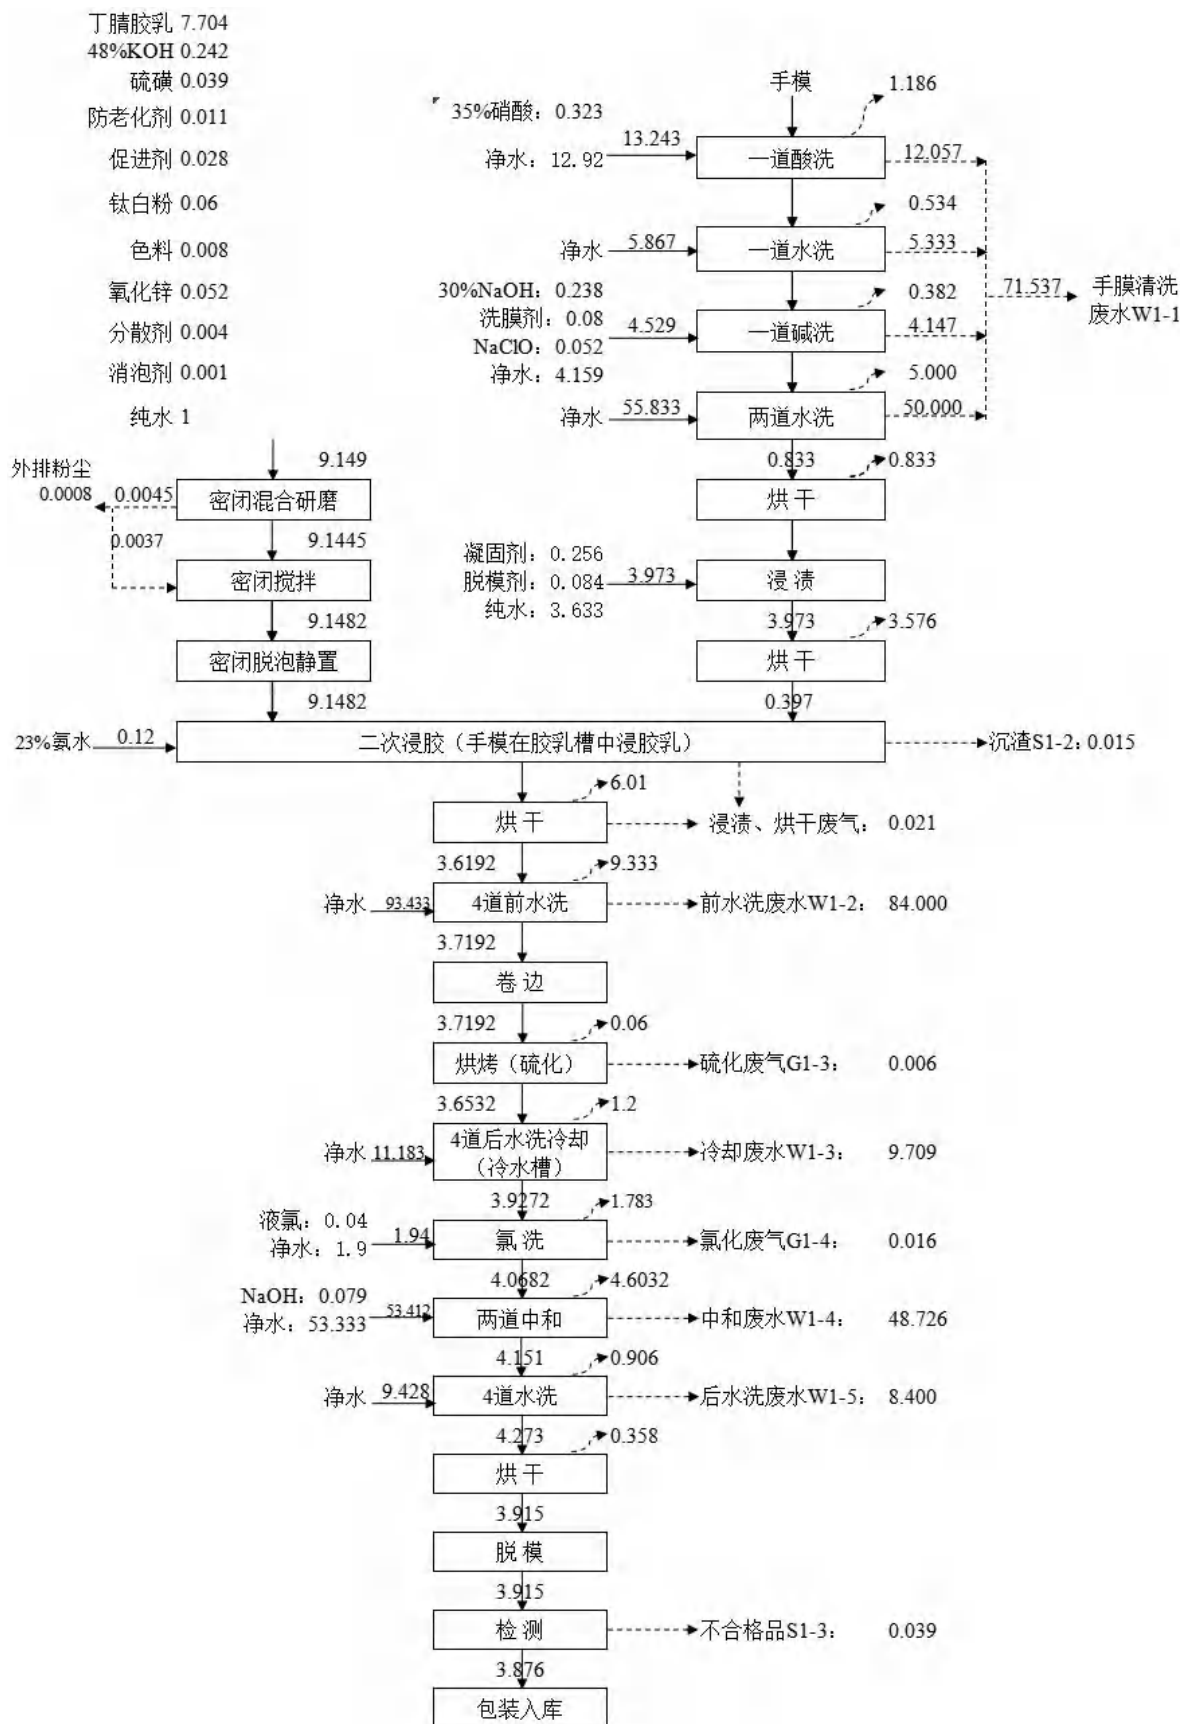 丁腈胶乳 7.704
48%KOH 0.242
硫磺 0.039
防老化剂 0.011
促进剂 0.028
钛白粉 0.06
色料 0.008
氧化锌 0.052
分散剂 0.004
消泡剂 0.001
纯水 1
9.149
外排粉尘
0.0008
0.0045
密闭混合研磨
0.0037
9.1445
密闭搅拌
9.1482
密闭脱泡静置
9.1482
手模
1.186
35%硝酸：0.323
净水：12.92
13.243
一道酸洗
12.057
0.534
净水
5.867
一道水洗
5.333
30%NaOH：0.238
洗膜剂：0.08
NaClO：0.052
净水：4.159
4.529
0.382
一道碱洗
4.147
71.537
手膜清洗
废水W1-1
5.000
净水
55.833
两道水洗
50.000
0.833
0.833
烘干
凝固剂：0.256
脱模剂：0.084
纯水：3.633
3.973
浸渍
3.973
3.576
烘干
0.397
23%氨水
0.12
二次浸胶（手模在胶乳槽中浸胶乳）
沉渣S1-2：0.015
6.01
烘干
浸渍、烘干废气：0.021
3.6192
9.333
净水
93.433
4道前水洗
前水洗废水W1-2：84.000
3.7192
卷边
3.7192
0.06
烘烤（硫化）
硫化废气G1-3：0.006
3.6532
1.2
净水
11.183
4道后水洗冷却
（冷水槽）
冷却废水W1-3：9.709
3.9272
1.783
液氯：0.04
净水：1.9
1.94
氯洗
氯化废气G1-4：0.016
4.0682
4.6032
NaOH：0.079
净水：53.333
53.412
两道中和
中和废水W1-4：48.726
4.151
0.906
净水
9.428
4道水洗
后水洗废水W1-5：8.400
4.273
0.358
烘干
3.915
脱模
3.915
检测
不合格品S1-3：0.039
3.876
包装入库